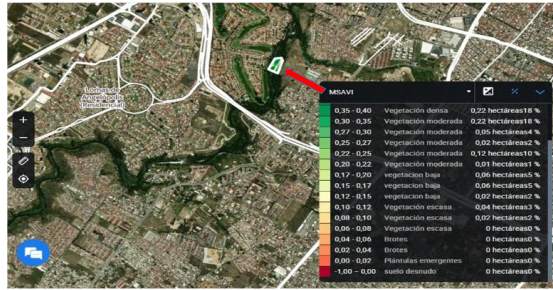 Lomas de
Angelópolis
(Residencial)
MSAVI
0,35 - 0,40 Vegetación densa 0,22 hectáreas18 %
0,30 - 0,35 Vegetación moderada 0,22 hectáreas18 %
0,27 - 0,30 Vegetación moderada 0,05 hectáreas4 %
0,25 - 0,27 Vegetación moderada 0,02 hectáreas2 %
0,22 - 0,25 Vegetación moderada 0,12 hectáreas10 %
0,20 - 0,22 Vegetación moderada 0,01 hectáreas1 %
0,17 - 0,20 vegetacion baja 0,06 hectáreas5 %
0,15 - 0,17 vegetacion baja 0,06 hectáreas5 %
0,12 - 0,15 vegetacion baja 0,02 hectáreas2 %
0,10 - 0,12 Vegetación escasa 0,04 hectáreas3 %
0,08 - 0,10 Vegetación escasa 0,02 hectáreas2 %
0,06 - 0,08 Vegetación escasa 0 hectáreas0 %
0,04 - 0,06 Brotes 0 hectáreas0 %
0,02 - 0,04 Brotes 0 hectáreas0 %
0,00 - 0,02 Plántulas emergentes 0 hectáreas0 %
-1,00 – 0,00 suelo desnudo 0 hectáreas0 %